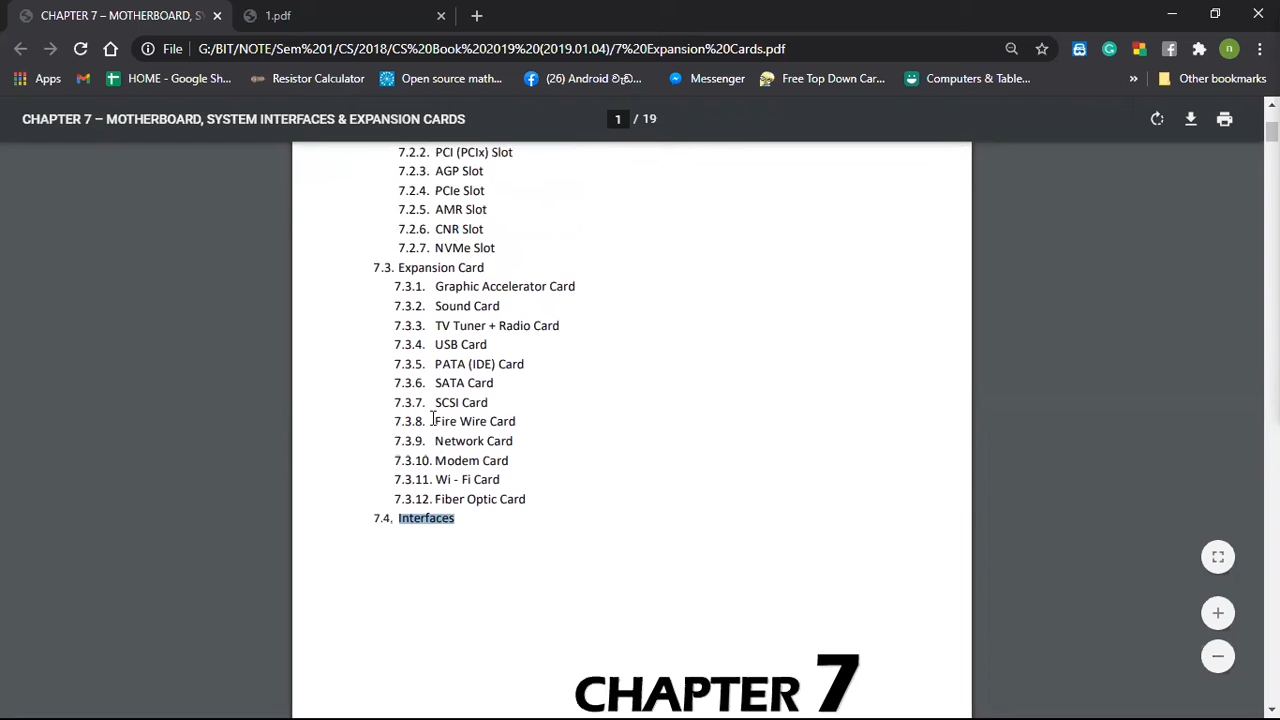 CHAPTER 7 – MOTHERBOARD, SY
1.pdf
File G:/BIT/NOTE/Sem%201/CS/2018/CS%20Book%202019%20(2019.01.04)/7%20Expansion%20Cards.pdf
n
Apps HOME - Google Sh... Resistor Calculator Open source math... Messenger Free Top Down Car... Computers & Table... » Other bookmarks
CHAPTER 7 – MOTHERBOARD, SYSTEM INTERFACES & EXPANSION CARDS 1 / 19
7.2.2. PCI (PCIx) Slot
7.2.3. AGP Slot
7.2.4. PCIe Slot
7.2.5. AMR Slot
7.2.6. CNR Slot
7.2.7. NVMe Slot
7.3. Expansion Card
7.3.1. Graphic Accelerator Card
7.3.2. Sound Card
7.3.3. TV Tuner + Radio Card
7.3.4. USB Card
7.3.5. PATA (IDE) Card
7.3.6. SATA Card
7.3.7. SCSI Card
7.3.8. Fire Wire Card
7.3.9. Network Card
7.3.10. Modem Card
7.3.11. Wi - Fi Card
7.3.12. Fiber Optic Card
7.4, Interfaces
CHAPTER 7